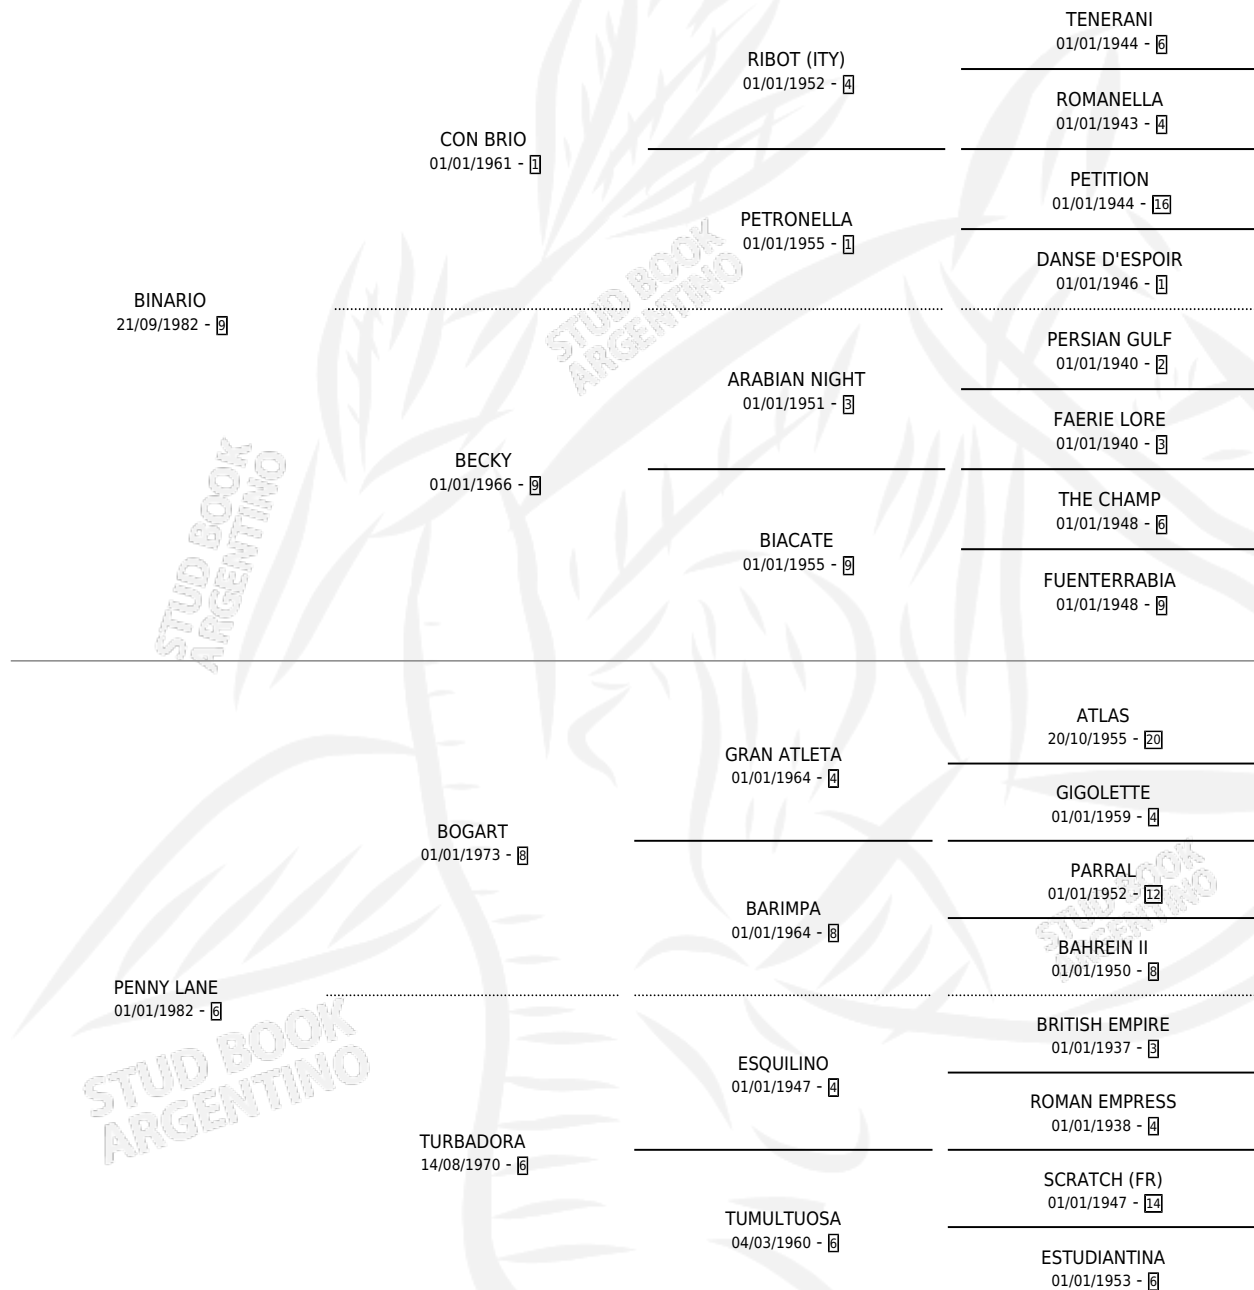 TENERANI
01/01/1944 - 6
RIBOT (ITY)
01/01/1952 - 4
ROMANELLA
01/01/1943 - 4
CON BRIO
01/01/1961 - 1
PETITION
01/01/1944 - 16
PETRONELLA
01/01/1955 - 1
DANSE D'ESPOIR
01/01/1946 - 1
BINARIO
21/09/1982 - 9
PERSIAN GULF
01/01/1940 - 2
ARABIAN NIGHT
01/01/1951 - 3
FAERIE LORE
01/01/1940 - 3
BECKY
01/01/1966 - 9
THE CHAMP
01/01/1948 - 6
BIACATE
01/01/1955 - 9
FUENTERRABIA
01/01/1948 - 9
STUD BOOK
ARGENTINO
STUD BOOK
ARGENTINO
ATLAS
20/10/1955 - 20
GRAN ATLETA
01/01/1964 - 4
GIGOLETTE
01/01/1959 - 4
BOGART
01/01/1973 - 8
PARRAL
01/01/1952 - 12
BARIMPA
01/01/1964 - 8
BAHREIN II
01/01/1950 - 8
STUD BOOK
ARGENTINO
PENNY LANE
01/01/1982 - 6
BRITISH EMPIRE
01/01/1937 - 3
ESQUILINO
01/01/1947 - 4
ROMAN EMPRESS
01/01/1938 - 4
STUD BOOK
ARGENTINO
TURBADORA
14/08/1970 - 6
SCRATCH (FR)
01/01/1947 - 14
TUMULTUOSA
04/03/1960 - 6
ESTUDIANTINA
01/01/1953 - 6